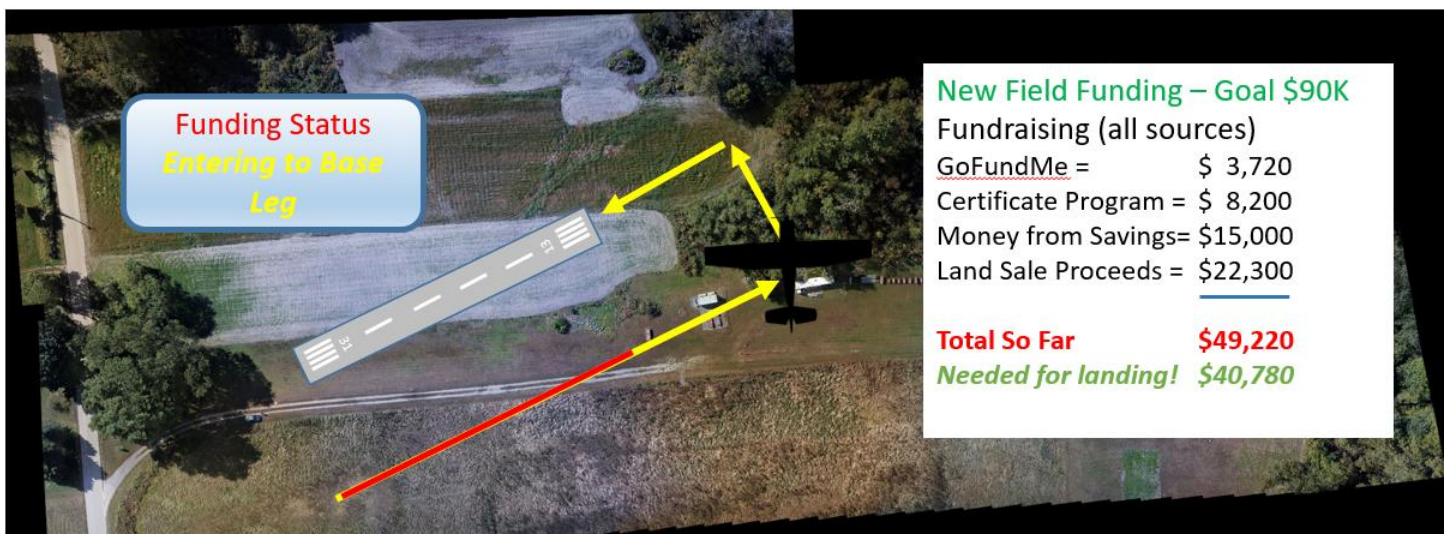 Funding Status
Entering to Base
Leg
New Field Funding – Goal $90K
Fundraising (all sources)
GoFundMe = $ 3,720
Certificate Program = $ 8,200
Money from Savings= $15,000
Land Sale Proceeds = $22,300
Total So Far $49,220
Needed for landing! $40,780
13
31